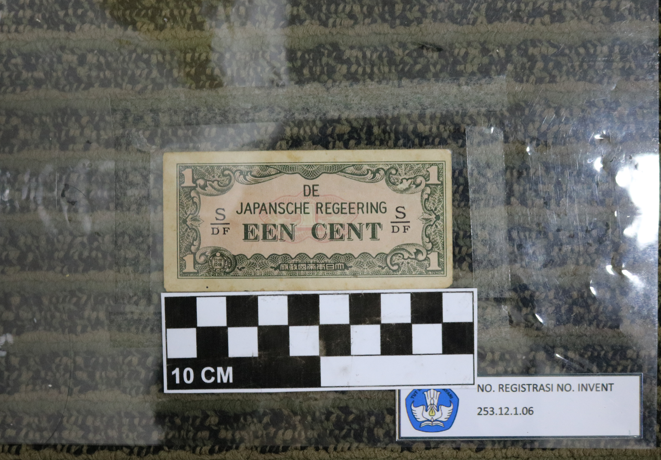 1 1
DE
JAPANSCHE REGEERING
S
DF
S
DF
EEN CENT
1 1
10 CM
NO. REGISTRASI NO. INVENT
253.12.1.06